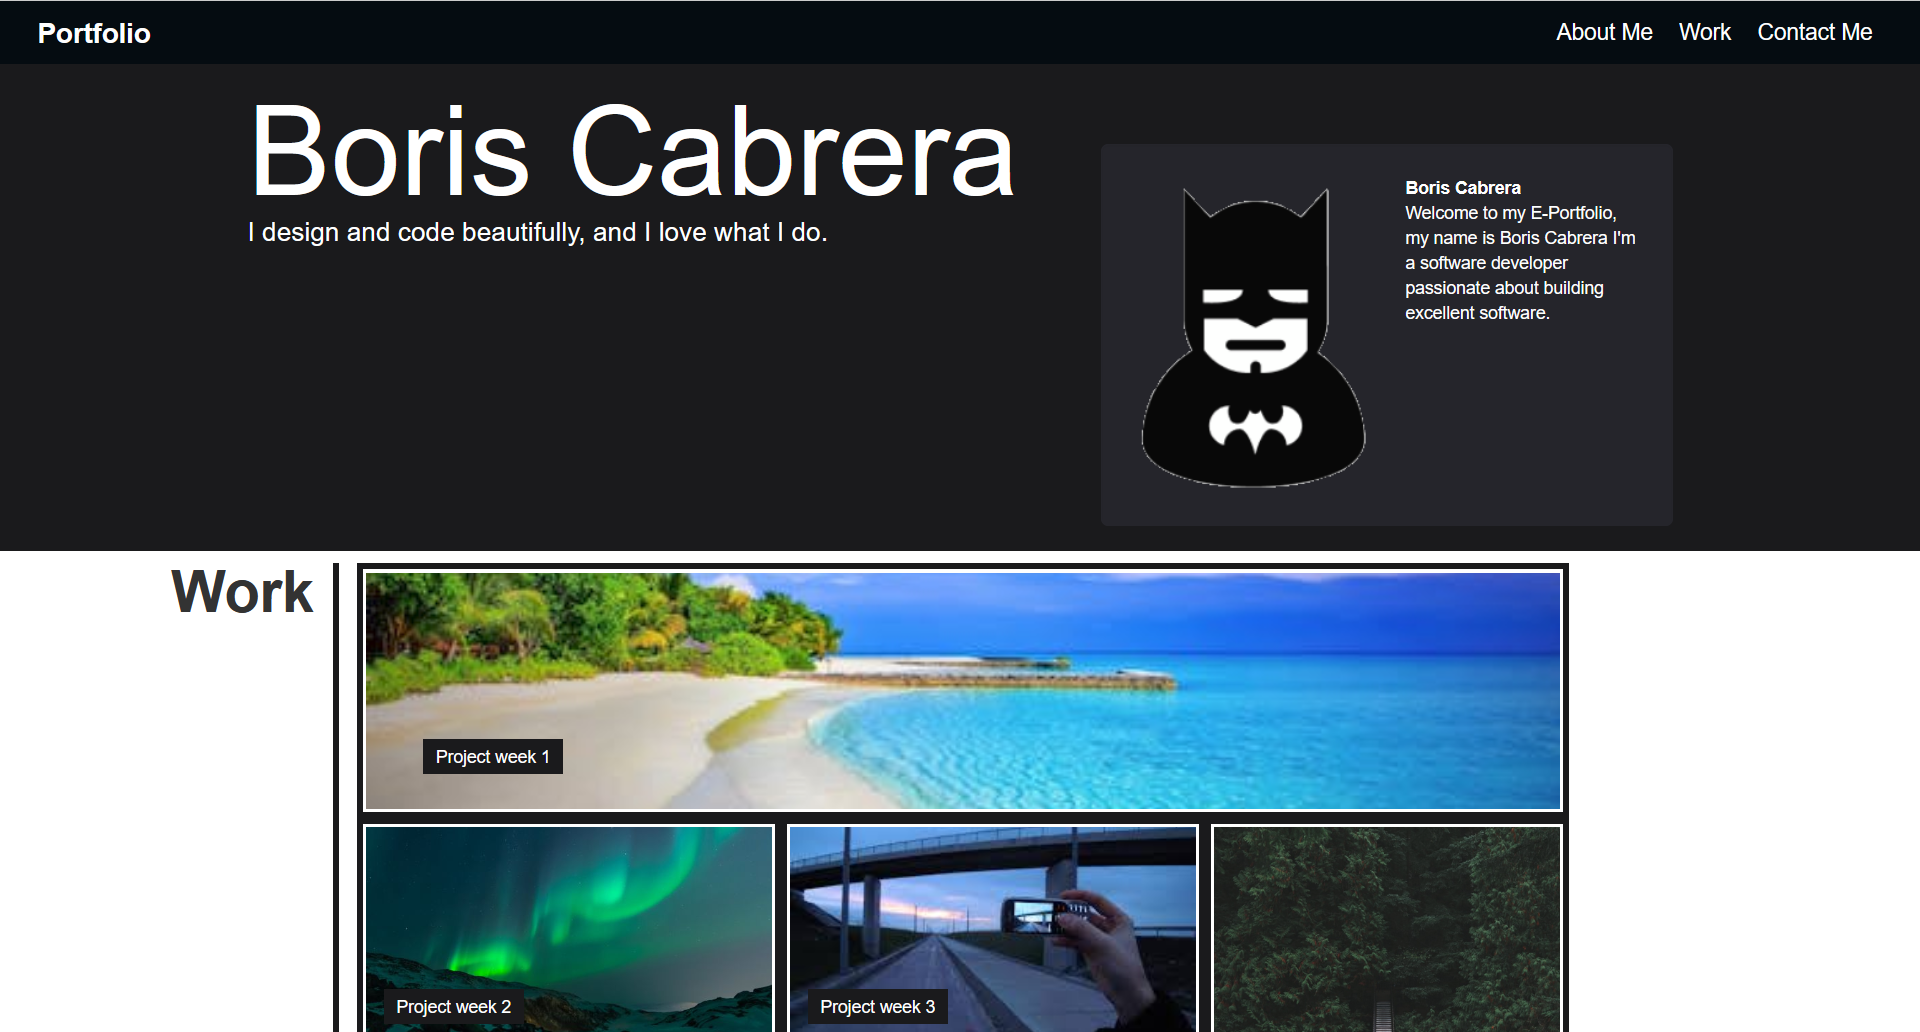 Portfolio
About Me Work Contact Me
Boris Cabrera
I design and code beautifully, and I love what I do.
Boris Cabrera
Welcome to my E-Portfolio,
my name is Boris Cabrera I'm
a software developer
passionate about building
excellent software.
Work
Project week 1
Project week 2
Project week 3